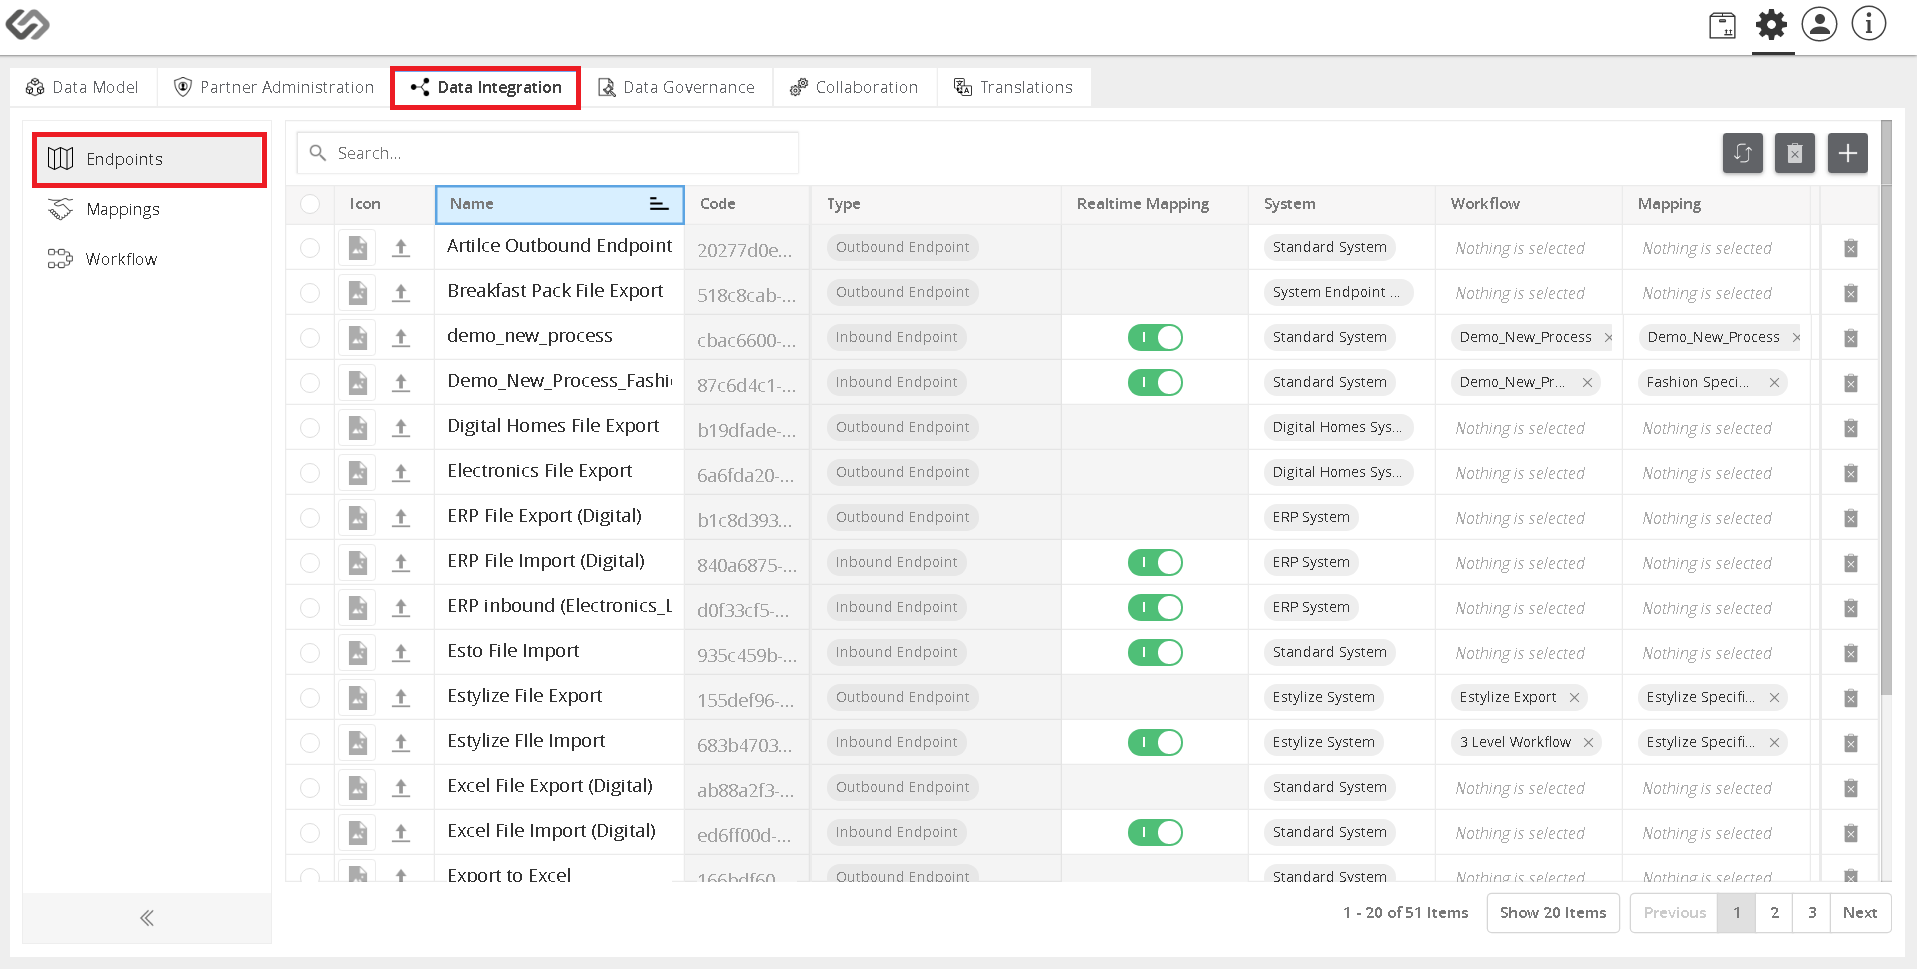 Data Model Partner Administration Data Integration Data Governance Collaboration Translations
Endpoints
Mappings
Workflow
Search...
Icon Name Code Type Realtime Mapping System Workflow Mapping
Artilce Outbound Endpoint 20277d0e... Outbound Endpoint Standard System Nothing is selected Nothing is selected
Breakfast Pack File Export 518c8cab-... Outbound Endpoint System Endpoint ... Nothing is selected Nothing is selected
demo_new_process cbac6600-... Inbound Endpoint Standard System Demo_New_Process Demo_New_Process
Demo_New_Process_Fashi 87c6d4c1-... Inbound Endpoint Standard System Demo_New_Pr... Fashion Speci...
Digital Homes File Export b19dfade-... Outbound Endpoint Digital Homes Sys... Nothing is selected Nothing is selected
Electronics File Export 6a6fda20-... Outbound Endpoint Digital Homes Sys... Nothing is selected Nothing is selected
ERP File Export (Digital) b1c8d393... Outbound Endpoint ERP System Nothing is selected Nothing is selected
ERP File Import (Digital) 840a6875-... Inbound Endpoint ERP System Nothing is selected Nothing is selected
ERP inbound (Electronics_L d0f33cf5-... Inbound Endpoint ERP System Nothing is selected Nothing is selected
Esto File Import 935c459b-... Inbound Endpoint Standard System Nothing is selected Nothing is selected
Estylize File Export 155def96-... Outbound Endpoint Estylize System Estylize Export Estylize Specifi...
Estylize FIle Import 683b4703... Inbound Endpoint Estylize System 3 Level Workflow Estylize Specifi...
Excel File Export (Digital) ab88a2f3-... Outbound Endpoint Standard System Nothing is selected Nothing is selected
Excel File Import (Digital) ed6ff00d-... Inbound Endpoint Standard System Nothing is selected Nothing is selected
Export to Excel 166bdf60... Outbound Endpoint Standard System Nothing is selected Nothing is selected
1 - 20 of 51 Items Show 20 Items Previous 1 2 3 Next